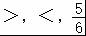 >, <, 5/6